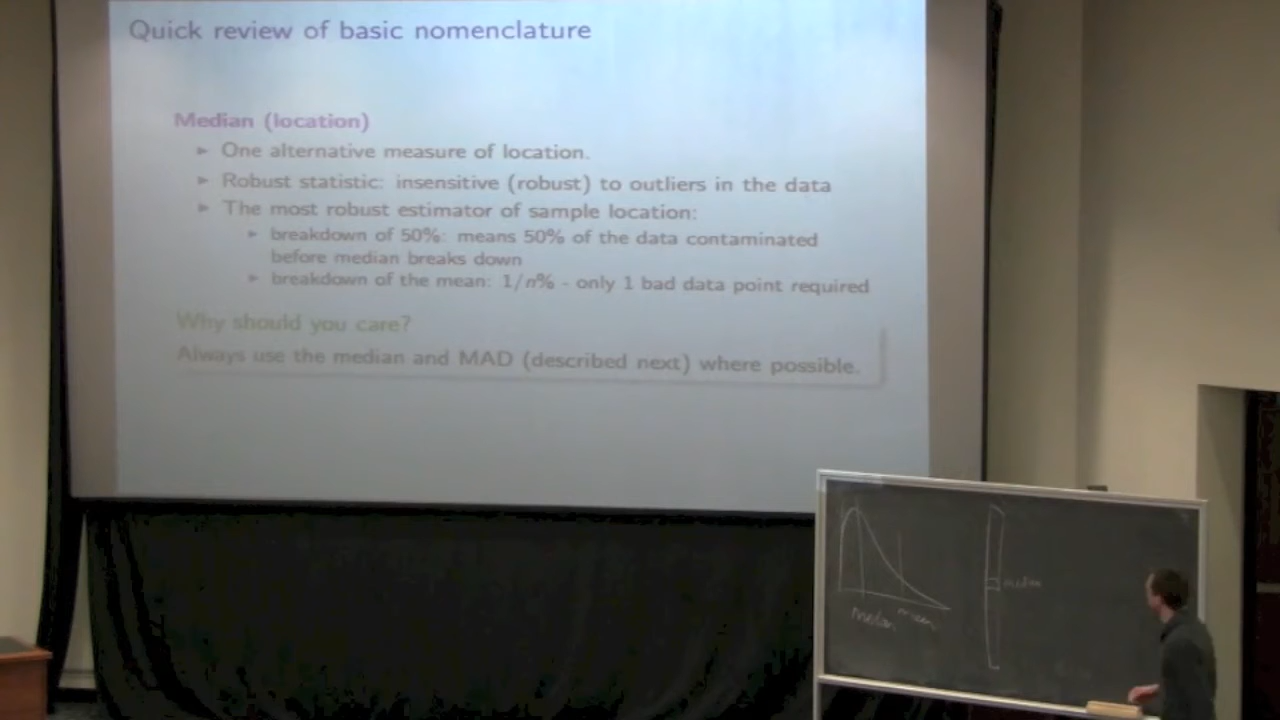 Quick review of basic nomenclature
Median (location)
One alternative measure of location.
Robust statistic: insensitive (robust) to outliers in the data
The most robust estimator of sample location:
breakdown of 50%: means 50% of the data contaminated
before median breaks down
breakdown of the mean: 1/n% - only 1 bad data point required
Why should you care?
Always use the median and MAD (described next) where possible.
median
median mean